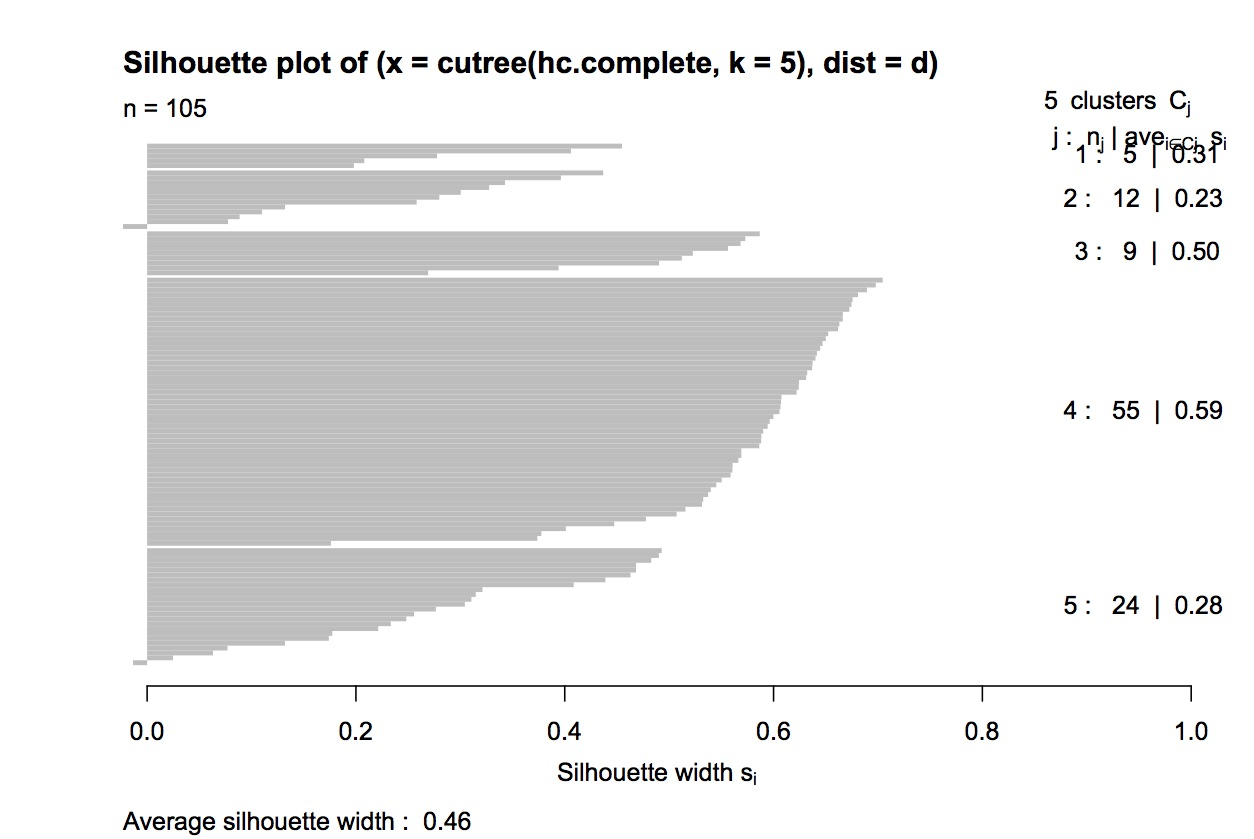 Silhouette plot of (x = cutree(hc.complete, k = 5), dist = d)
n = 105
5 clusters Cj
j : nj | avei∈Cj si
1 : 5 | 0.31
2 : 12 | 0.23
3 : 9 | 0.50
4 : 55 | 0.59
5 : 24 | 0.28
0.0 0.2 0.4 0.6 0.8 1.0
Silhouette width si
Average silhouette width : 0.46